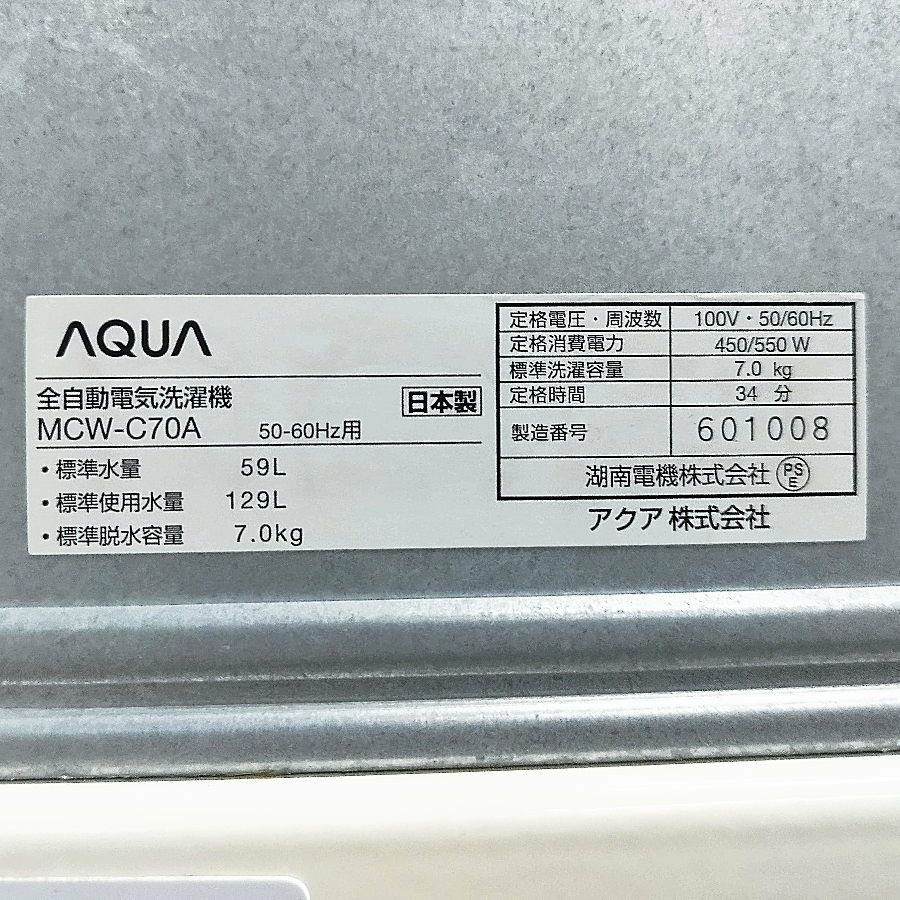 AQUA
全自動電気洗濯機 日本製
MCW-C70A 50-60Hz用
・標準水量 59L
・標準使用水量 129L
・標準脱水容量 7.0kg
定格電圧・周波数 100V・50/60Hz
定格消費電力 450/550 W
標準洗濯容量 7.0 kg
定格時間 34 分
製造番号 601008
湖南電機株式会社 PSE
アクア 株式会社